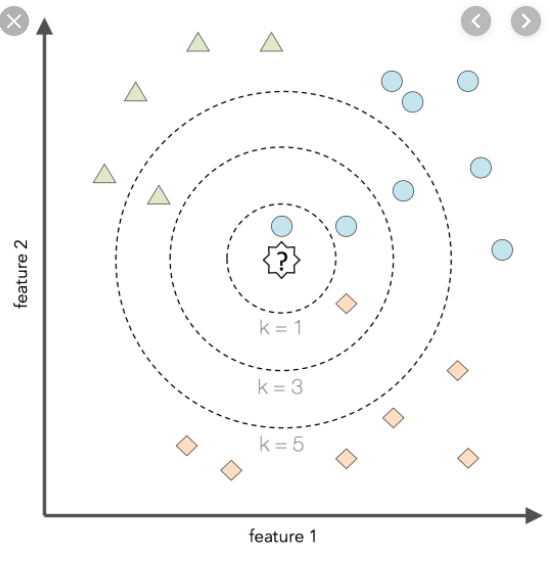 feature 2
?
k = 1
k = 3
k = 5
feature 1